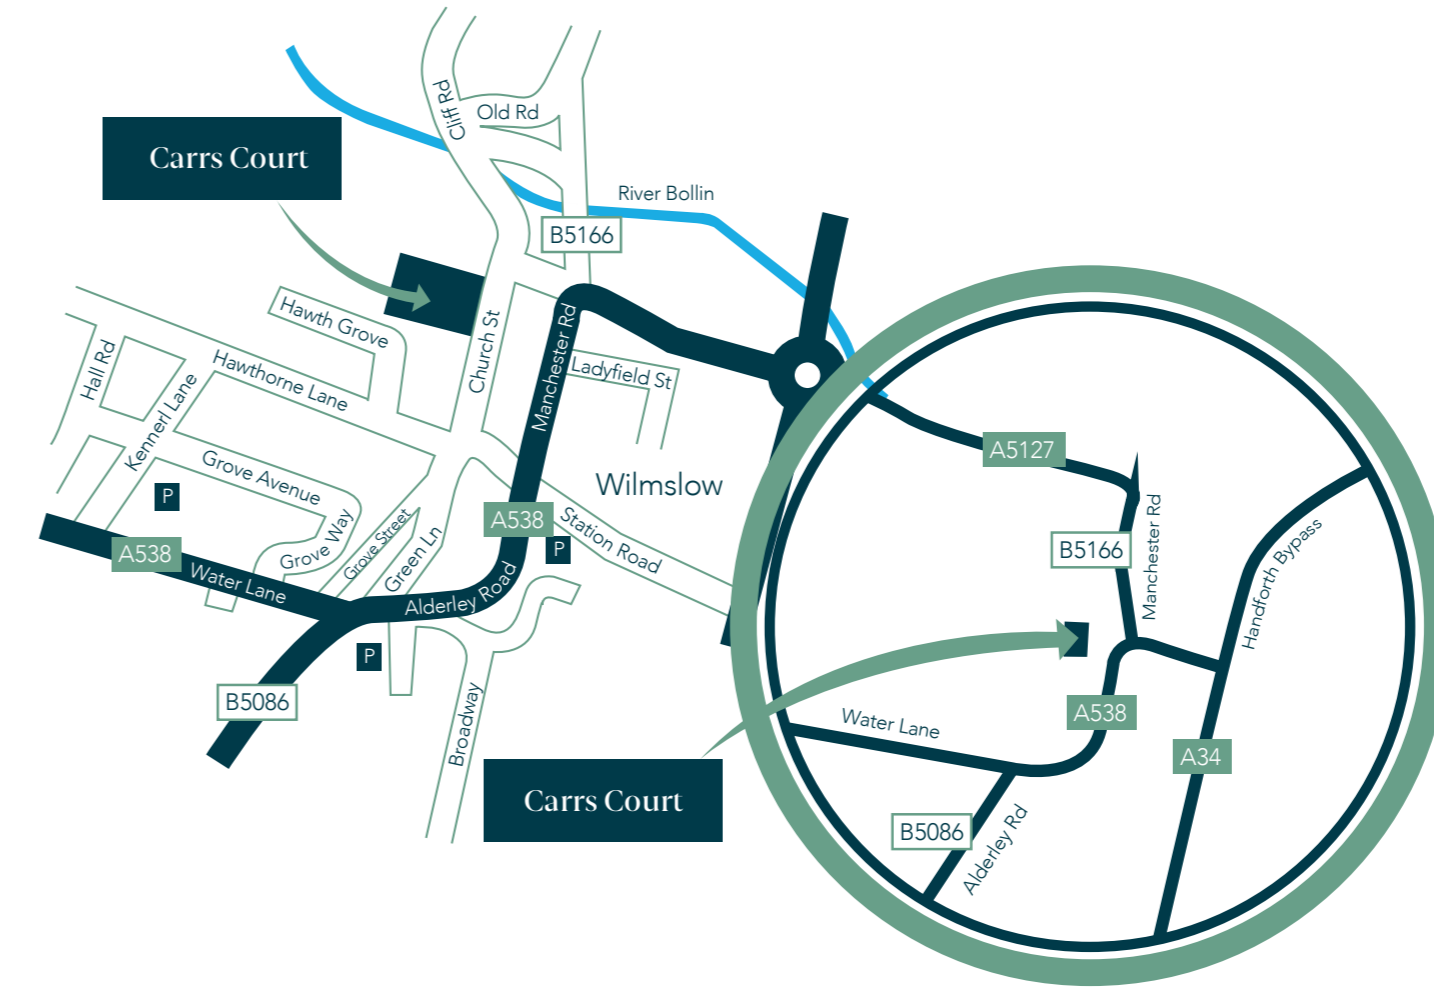 Cliff Rd
Old Rd
Carrs Court
River Bollin
B5166
Hawth Grove
Church St
Manchester Rd
Hall Rd
Hawthorne Lane
Ladyfield St
Kennerl Lane
Grove Avenue
Wilmslow
P
A538
Station Road
P
Grove Way
Grove Street
Green Ln
A538
Water Lane
Alderley Road
P
B5086
Broadway
Carrs Court
A5127
Manchester Rd
B5166
Handforth Bypass
A538
Water Lane
A34
B5086
Alderley Rd